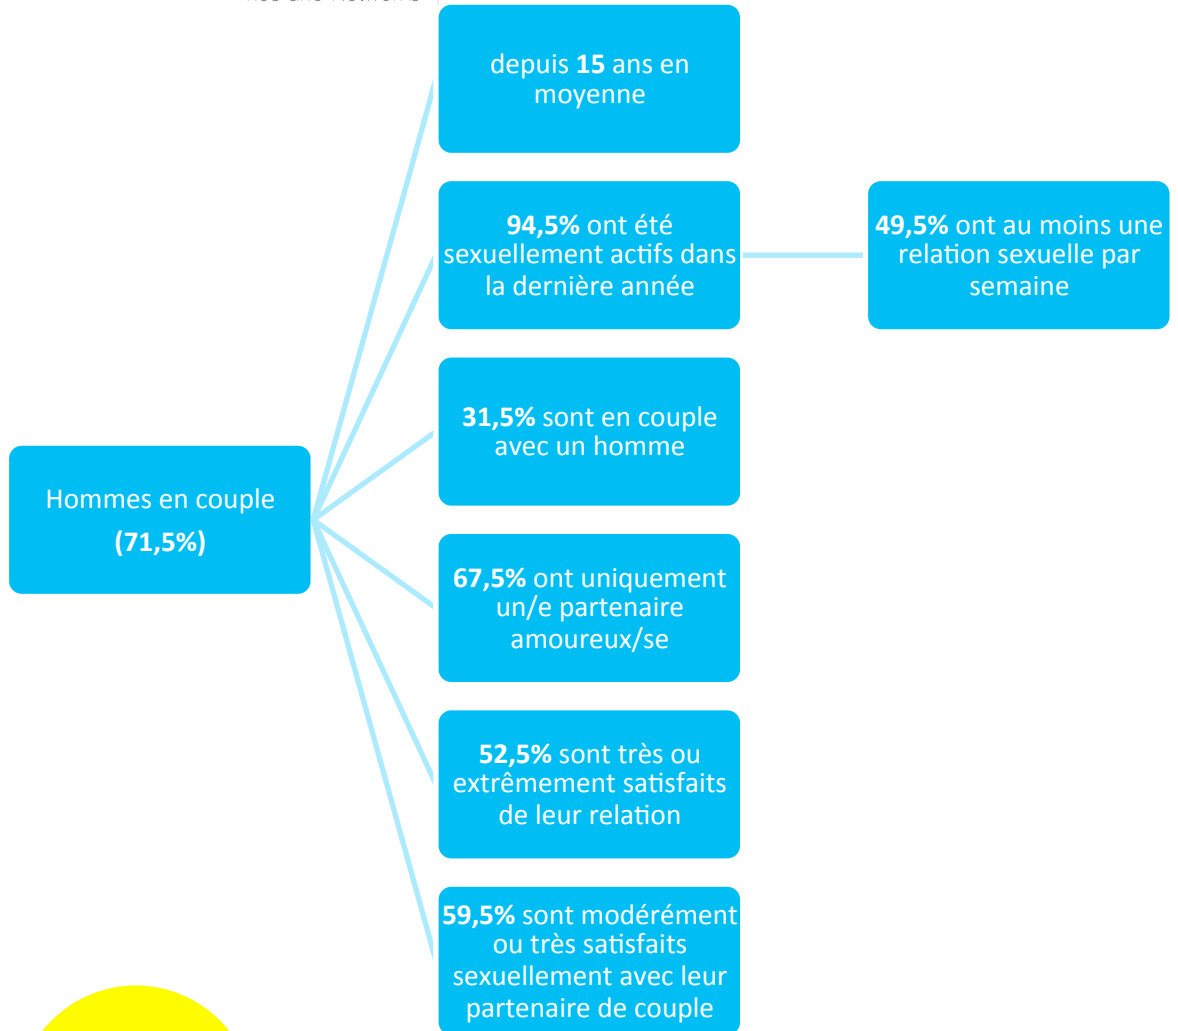 depuis 15 ans en
moyenne
94,5% ont été
sexuellement actifs dans
la dernière année
49,5% ont au moins une
relation sexuelle par
semaine
31,5% sont en couple
avec un homme
Hommes en couple
(71,5%)
67,5% ont uniquement
un/e partenaire
amoureux/se
52,5% sont très ou
extrêmement satisfaits
de leur relation
59,5% sont modérément
ou très satisfaits
sexuellement avec leur
partenaire de couple